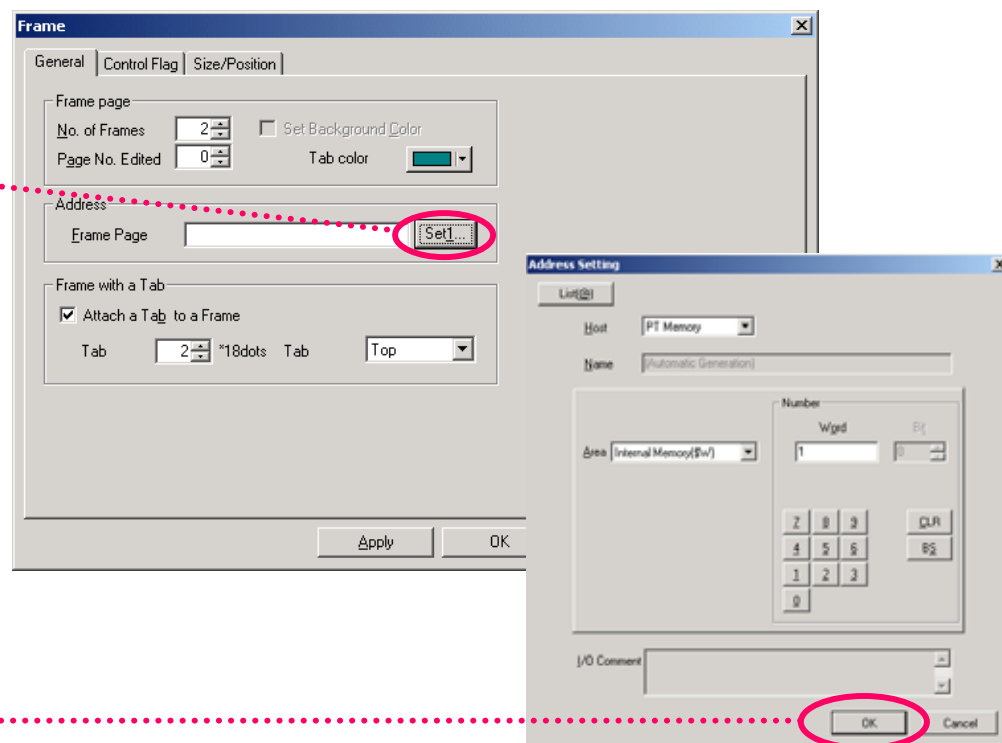 Frame
General Control Flag Size/Position
Frame page
No. of Frames 2 Set Background Color
Page No. Edited 0 Tab color
Address
Frame Page Set1...
Frame with a Tab
Attach a Tab to a Frame
Tab 2 *18dots Tab Top
Apply OK
Address Setting
List(@)
Host PT Memory
Name (Automatic Generation)
Number
Word Bit
Area Internal Memory($W) 1 0
7 8 9 CLR
4 5 6 BS
1 2 3
0
I/O Comment
OK Cancel